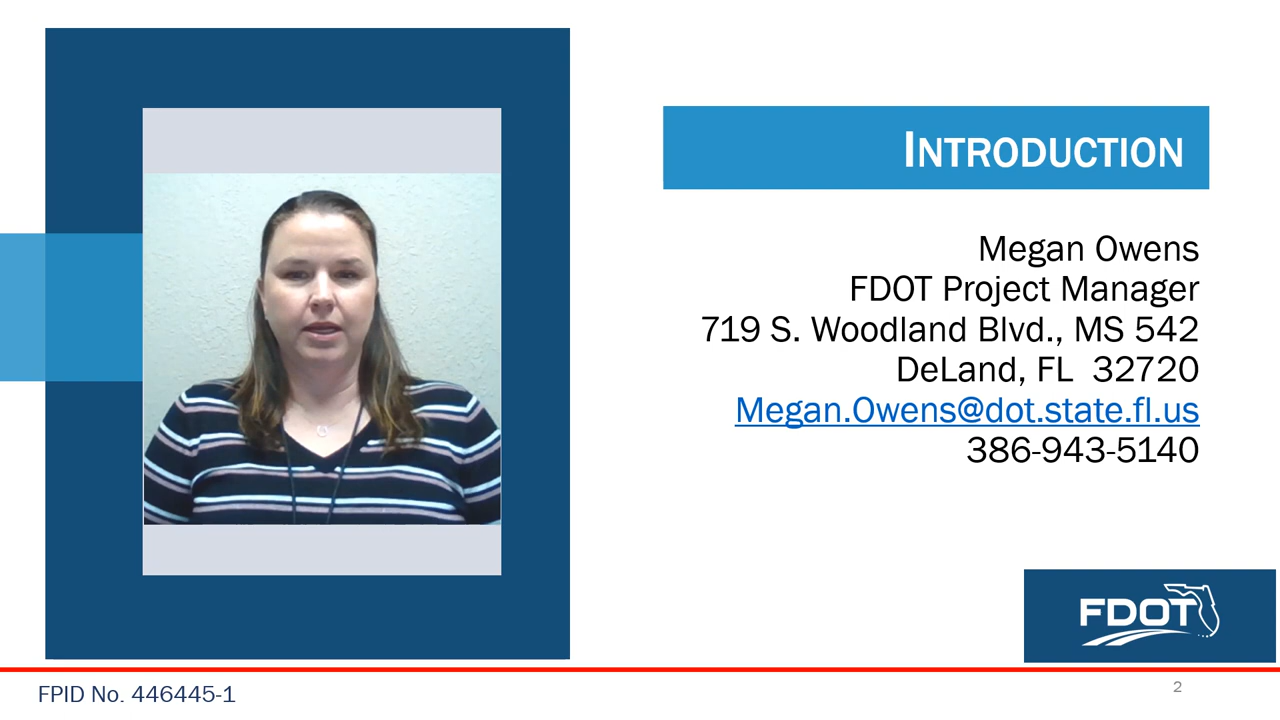 INTRODUCTION
Megan Owens
FDOT Project Manager
719 S. Woodland Blvd., MS 542
DeLand, FL  32720
Megan.Owens@dot.state.fl.us
386-943-5140
FDOT
FPID No. 446445-1
2